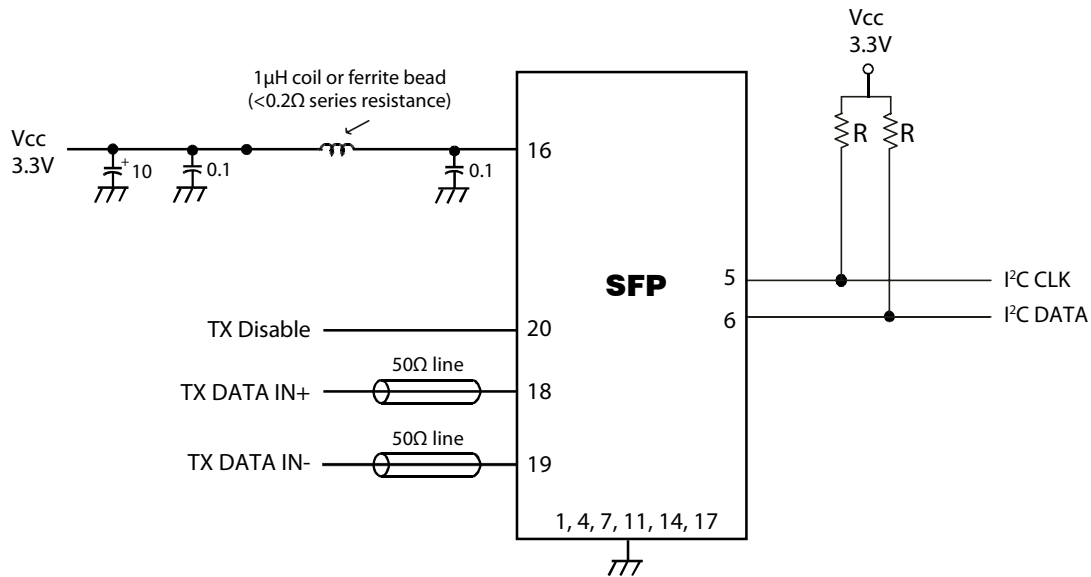 Vcc
3.3V
1μH coil or ferrite bead
(<0.2Ω series resistance)
Vcc
3.3V
R
R
+
10
0.1
0.1
16
SFP
5
I²C CLK
6
I²C DATA
TX Disable
20
50Ω line
TX DATA IN+
18
50Ω line
TX DATA IN-
19
1, 4, 7, 11, 14, 17